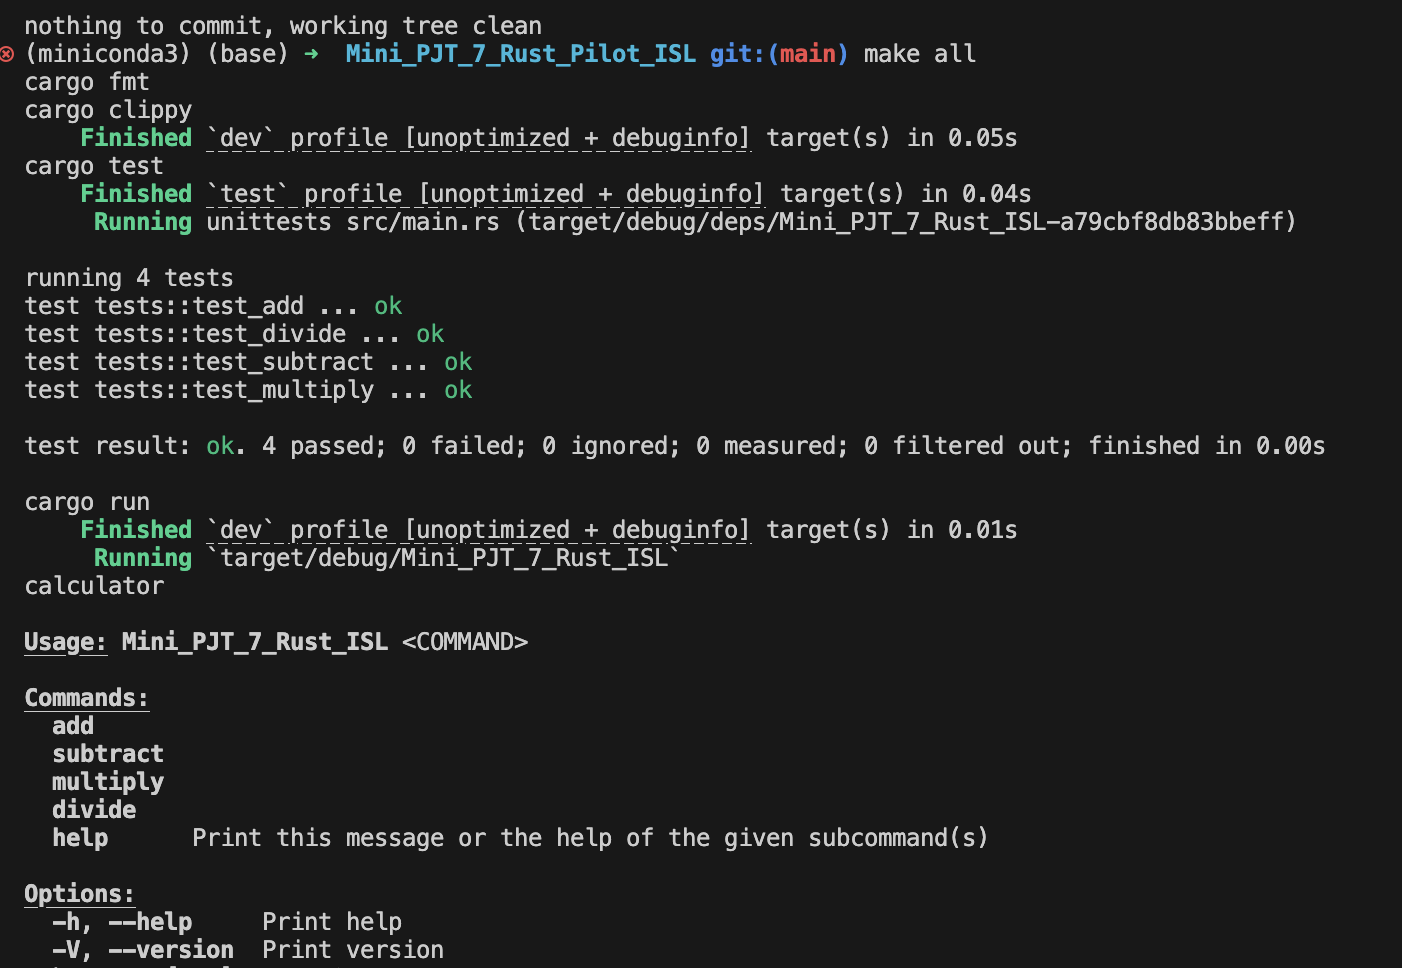 nothing to commit, working tree clean
(miniconda3) (base) ➜  Mini_PJT_7_Rust_Pilot_ISL git:(main) make all
cargo fmt
cargo clippy
    Finished `dev` profile [unoptimized + debuginfo] target(s) in 0.05s
cargo test
    Finished `test` profile [unoptimized + debuginfo] target(s) in 0.04s
     Running unittests src/main.rs (target/debug/deps/Mini_PJT_7_Rust_ISL-a79cbf8db83bbeff)
running 4 tests
test tests::test_add ... ok
test tests::test_divide ... ok
test tests::test_subtract ... ok
test tests::test_multiply ... ok
test result: ok. 4 passed; 0 failed; 0 ignored; 0 measured; 0 filtered out; finished in 0.00s
cargo run
    Finished `dev` profile [unoptimized + debuginfo] target(s) in 0.01s
     Running `target/debug/Mini_PJT_7_Rust_ISL`
calculator
Usage: Mini_PJT_7_Rust_ISL <COMMAND>
Commands:
  add
  subtract
  multiply
  divide
  help      Print this message or the help of the given subcommand(s)
Options:
  -h, --help     Print help
  -V, --version  Print version